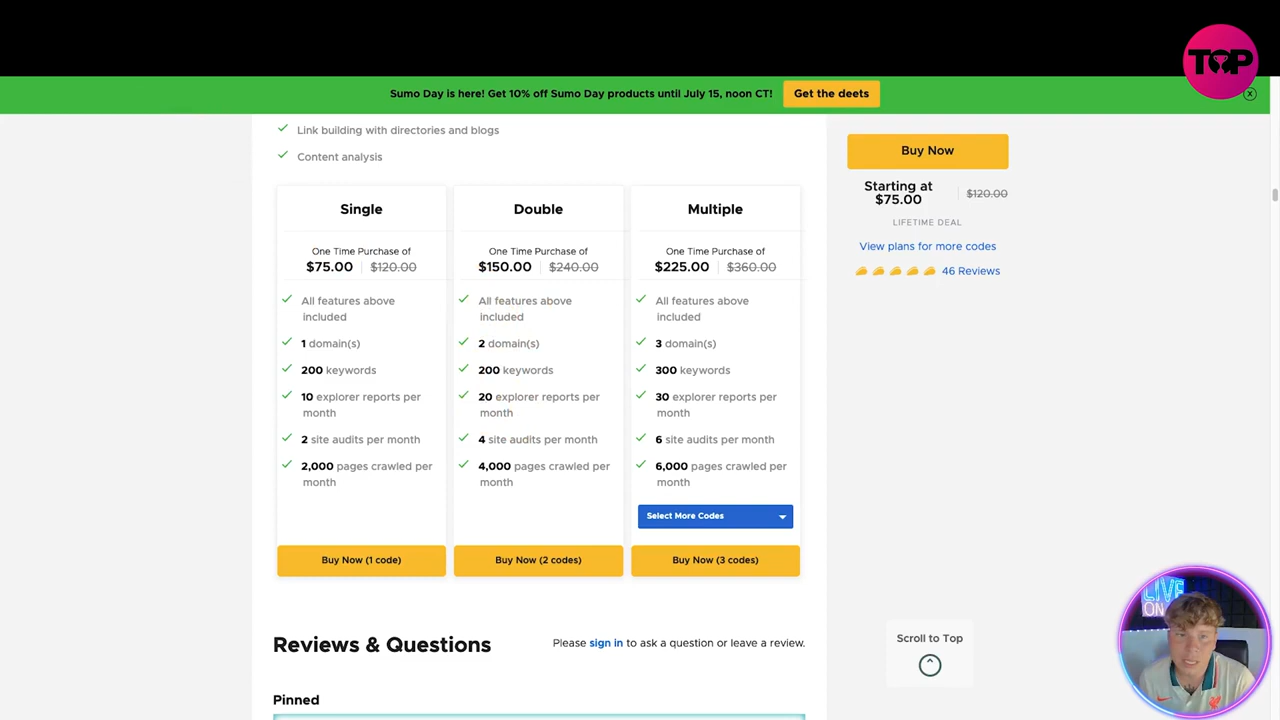 TOP
Sumo Day is here! Get 10% off Sumo Day products until July 15, noon CT!
Get the deets
Link building with directories and blogs
Content analysis
Buy Now
Starting at
$75.00
$120.00
LIFETIME DEAL
View plans for more codes
46 Reviews
Single
One Time Purchase of
$75.00 $120.00
All features above
included
1 domain(s)
200 keywords
10 explorer reports per
month
2 site audits per month
2,000 pages crawled per
month
Buy Now (1 code)
Double
One Time Purchase of
$150.00 $240.00
All features above
included
2 domain(s)
200 keywords
20 explorer reports per
month
4 site audits per month
4,000 pages crawled per
month
Buy Now (2 codes)
Multiple
One Time Purchase of
$225.00 $360.00
All features above
included
3 domain(s)
300 keywords
30 explorer reports per
month
6 site audits per month
6,000 pages crawled per
month
Select More Codes
Buy Now (3 codes)
Reviews & Questions
Please sign in to ask a question or leave a review.
Pinned
Scroll to Top
LIVE
ON